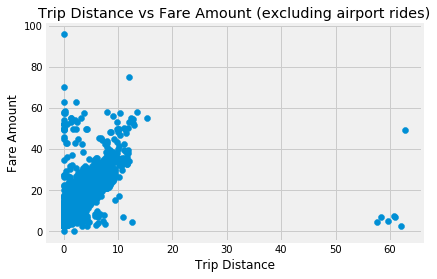 Trip Distance vs Fare Amount (excluding airport rides)
100
80
60
40
20
0
Fare Amount
0 10 20 30 40 50 60
Trip Distance